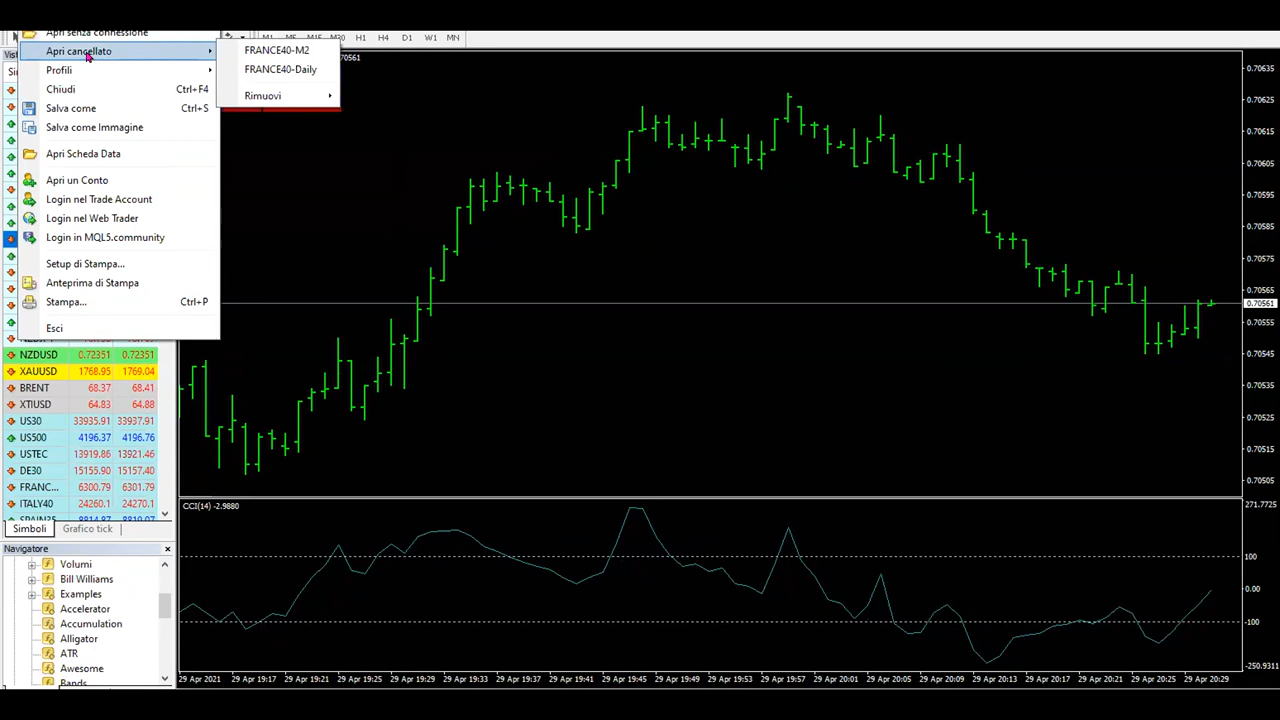 Apri senza connessione
M1
H1
H4
D1
W1
MN
Apri cancellato
FRANCE40-M2
70561
Profili
FRANCE40-Daily
Chiudi Ctrl+F4
Rimuovi
Salva come Ctrl+S
Salva come Immagine
Apri Scheda Data
Apri un Conto
Login nel Trade Account
Login nel Web Trader
Login in MQL5.community
Setup di Stampa...
Anteprima di Stampa
Stampa... Ctrl+P
Esci
NZDUSD 0.72351 0.72351
XAUUSD 1768.95 1769.04
BRENT 68.37 68.41
XTIUSD 64.83 64.88
US30 33935.91 33937.91
US500 4196.37 4196.76
USTEC 13919.86 13921.46
DE30 15155.90 15157.40
FRANC... 6300.79 6301.79
ITALY40 24260.1 24270.1
SPAIN35 8814.87 8819.07
Simboli Grafico tick
Navigatore
Volumi
Bill Williams
Examples
Accelerator
Accumulation
Alligator
ATR
Awesome
Bands
0.70635
0.70625
0.70615
0.70605
0.70595
0.70585
0.70575
0.70565
0.70561
0.70555
0.70545
0.70535
0.70525
0.70515
0.70505
CCI(14) -2.9880
271.7725
100
0.00
-100
-250.9311
29 Apr 2021 29 Apr 19:17 29 Apr 19:21 29 Apr 19:25 29 Apr 19:29 29 Apr 19:33 29 Apr 19:37 29 Apr 19:41 29 Apr 19:45 29 Apr 19:49 29 Apr 19:53 29 Apr 19:57 29 Apr 20:01 29 Apr 20:05 29 Apr 20:09 29 Apr 20:13 29 Apr 20:17 29 Apr 20:21 29 Apr 20:25 29 Apr 20:29